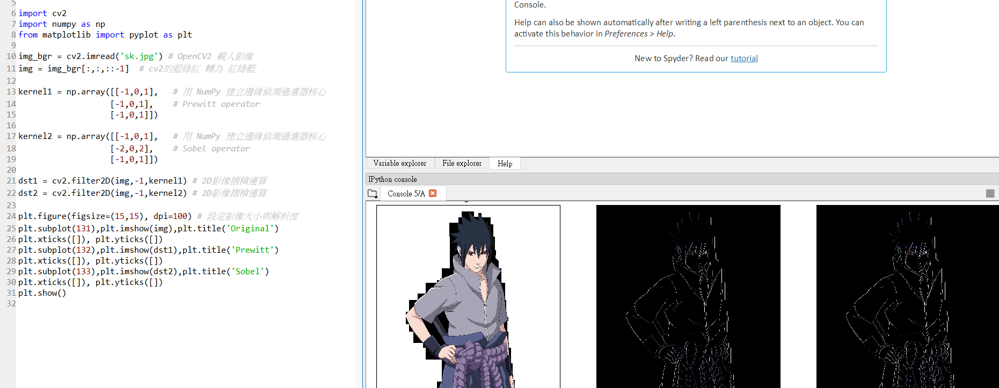 5
6 import cv2
7 import numpy as np
8 from matplotlib import pyplot as plt
9
10 img_bgr = cv2.imread('sk.jpg') # OpenCV2 載入影像
11 img = img_bgr[:,:,::-1]  # cv2的藍綠紅 轉為 紅綠藍
12
13 kernel1 = np.array([[-1,0,1],   # 用 NumPy 建立邊緣偵測過濾器核心
14                    [-1,0,1],    # Prewitt operator
15                    [-1,0,1]])
16
17 kernel2 = np.array([[-1,0,1],   # 用 NumPy 建立邊緣偵測過濾器核心
18                    [-2,0,2],    # Sobel operator
19                    [-1,0,1]])
20
21 dst1 = cv2.filter2D(img,-1,kernel1) # 2D影像摺積運算
22 dst2 = cv2.filter2D(img,-1,kernel2) # 2D影像摺積運算
23
24 plt.figure(figsize=(15,15), dpi=100) # 設定影像大小與解析度
25 plt.subplot(131),plt.imshow(img),plt.title('Original')
26 plt.xticks([]), plt.yticks([])
27 plt.subplot(132),plt.imshow(dst1),plt.title('Prewitt')
28 plt.xticks([]), plt.yticks([])
29 plt.subplot(133),plt.imshow(dst2),plt.title('Sobel')
30 plt.xticks([]), plt.yticks([])
31 plt.show()
32
Console.
Help can also be shown automatically after writing a left parenthesis next to an object. You can
activate this behavior in Preferences > Help.
New to Spyder? Read our tutorial
Variable explorer File explorer Help
IPython console
Console 5/A